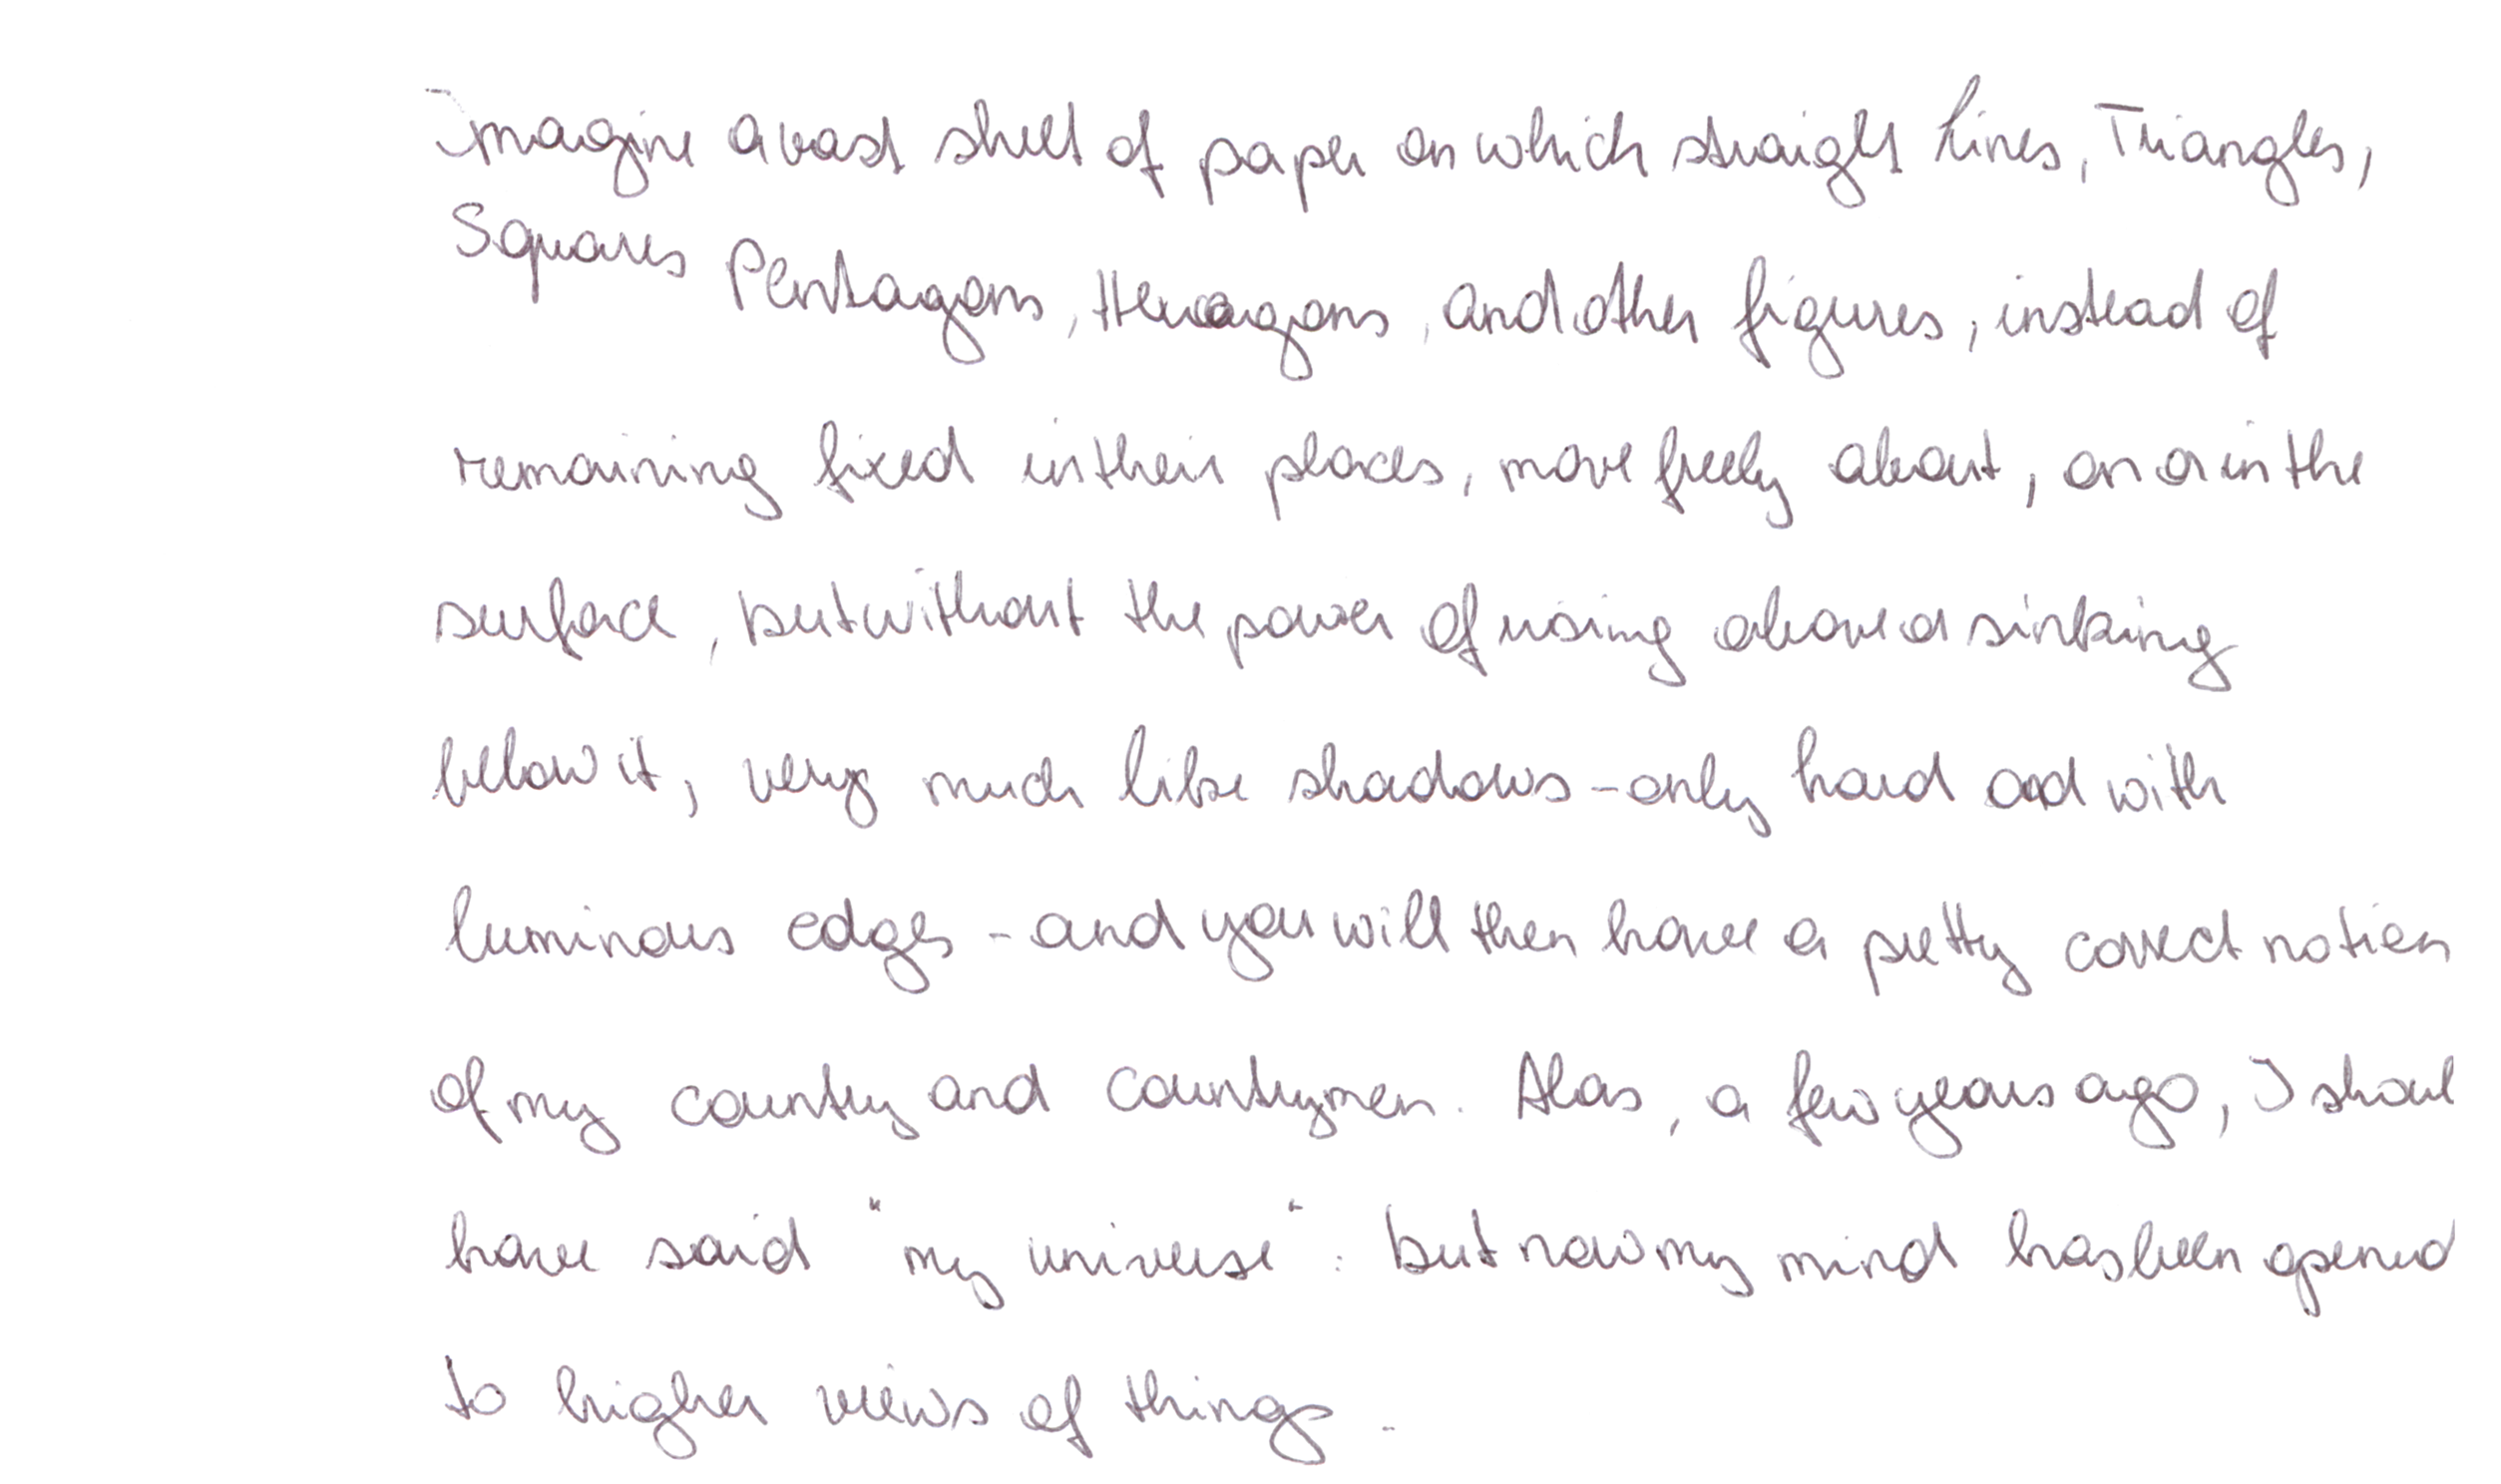 Imagine a vast sheet of paper on which straight Lines, Triangles,
Squares Pentagons, Hexagons, and other figures, instead of
remaining fixed in their places, move freely about, on or in the
surface, but without the power of rising above or sinking
below it, very much like shadows - only hard and with
luminous edges - and you will then have a pretty correct notion
of my country and countrymen. Alas, a few years ago, I shoul
have said "my universe": but now my mind has been opened
to higher views of things.